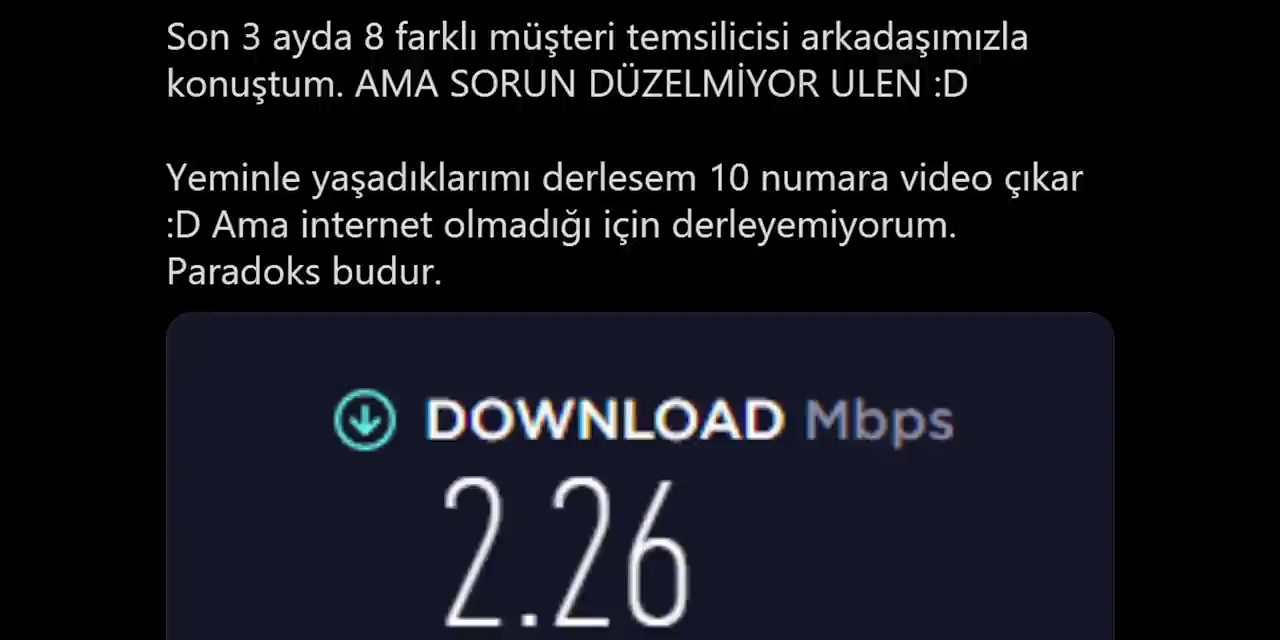 Son 3 ayda 8 farklı müşteri temsilicisi arkadaşımızla
konuştum. AMA SORUN DÜZELMİYOR ULEN :D
Yeminle yaşadıklarımı derlesem 10 numara video çıkar
:D Ama internet olmadığı için derleyemiyorum.
Paradoks budur.
DOWNLOAD Mbps
2.26